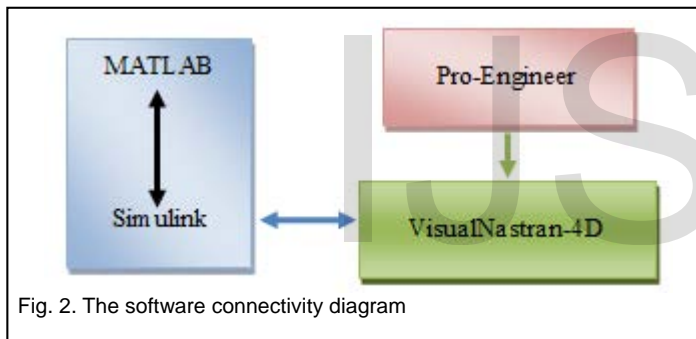 MATLAB
Pro-Engineer
Simulink
VisualNastran-4D
IJS
Fig. 2. The software connectivity diagram